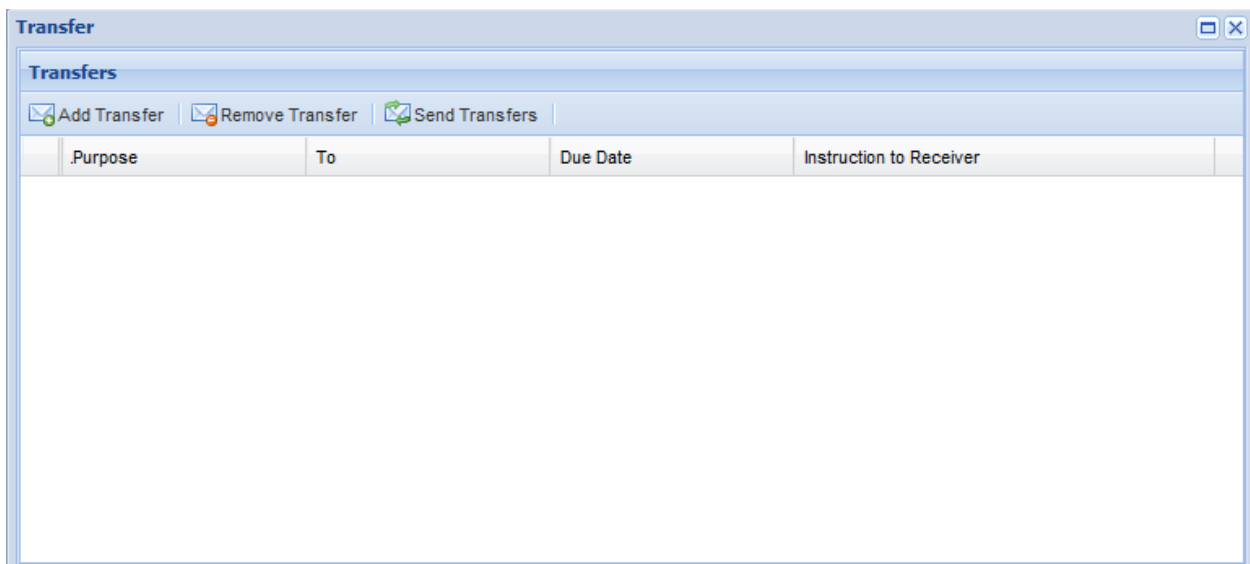 Transfer
Transfers
Add Transfer Remove Transfer Send Transfers
.Purpose To Due Date Instruction to Receiver